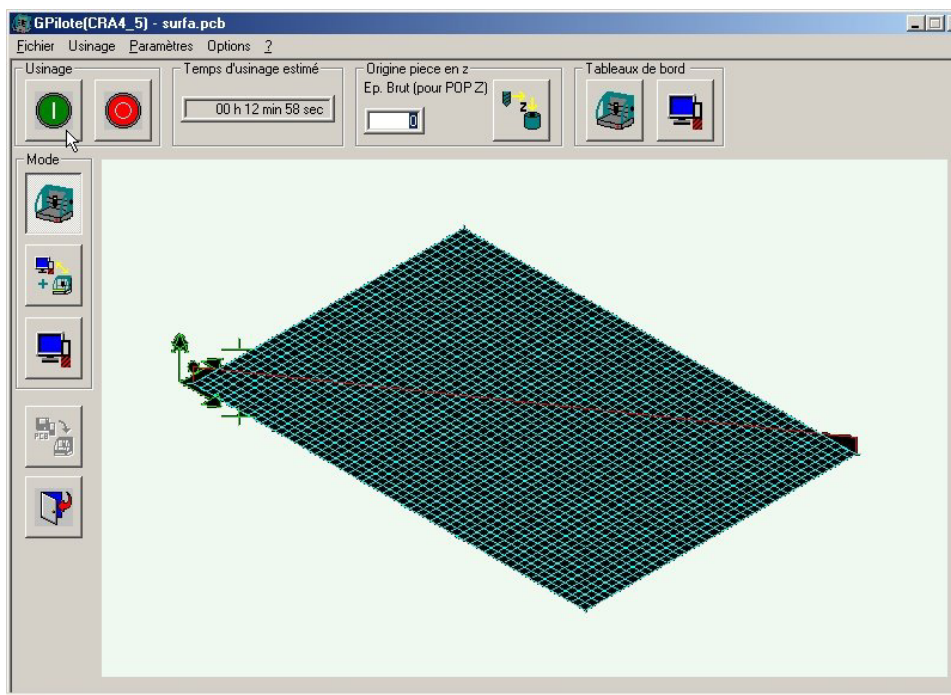 GPilote(CRA4_5) - surfa.pcb
Fichier Usinage Paramètres Options ?
Usinage
Temps d'usinage estimé
00 h 12 min 58 sec
Origine piece en z
Ep. Brut (pour POP Z)
0
Z
Tableaux de bord
Mode
PCB